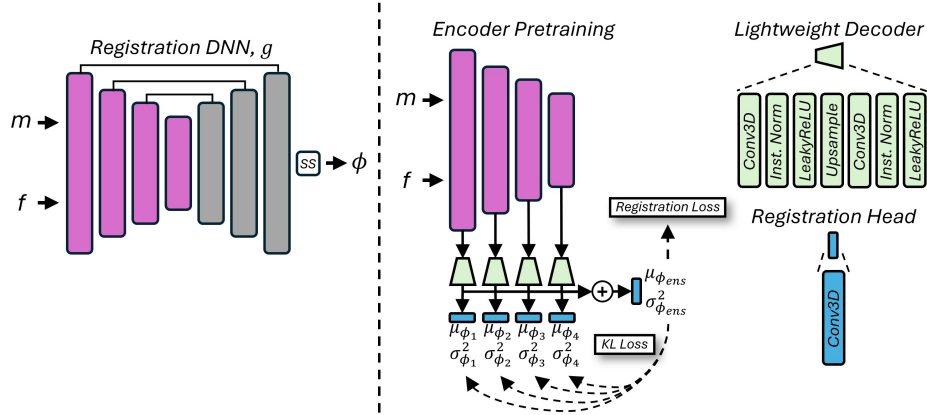 Registration DNN, g
m
f
SS
ϕ
Encoder Pretraining
m
f
Registration Loss
+
μϕ1 μϕ2 μϕ3 μϕ4
σ²ϕ1 σ²ϕ2 σ²ϕ3 σ²ϕ4
μϕens
σ²ϕens
KL Loss
Lightweight Decoder
Conv3D
Inst. Norm
LeakyReLU
Upsample
Conv3D
Inst. Norm
LeakyReLU
Registration Head
Conv3D